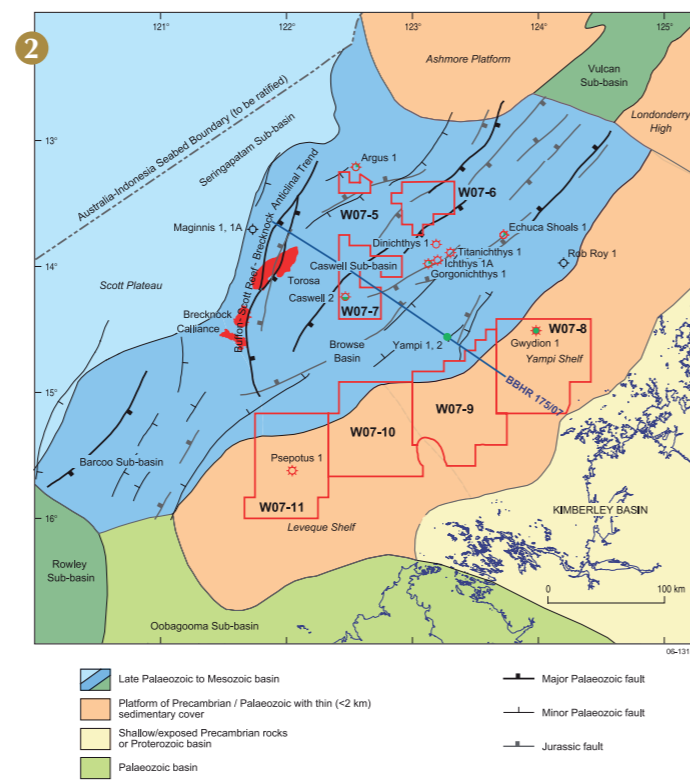 2
121°
122°
123°
124°
125°
13°
14°
15°
16°
Ashmore Platform
Vulcan
Sub-basin
Londonderry
High
Australia-Indonesia Seabed Boundary (to be ratified)
Seringapatam Sub-basin
Argus 1
W07-5
W07-6
Maginnis 1, 1A
Buffon - Scott Reef - Brecknock Anticlinal Trend
Echuca Shoals 1
Dinichthys 1
Titanichthys 1
Ichthys 1A
Gorgonichthys 1
Rob Roy 1
Scott Plateau
Caswell Sub-basin
Torosa
Caswell 2
W07-7
Brecknock
Calliance
Browse
Basin
Yampi 1, 2
W07-8
Gwydion 1
Yampi Shelf
BBHR 175/02
W07-9
W07-10
Barcoo Sub-basin
Psepotus 1
W07-11
Leveque Shelf
KIMBERLEY BASIN
Rowley
Sub-basin
Oobagooma Sub-basin
0
100 km
06-131
Late Palaeozoic to Mesozoic basin
Platform of Precambrian / Palaeozoic with thin (<2 km)
sedimentary cover
Shallow/exposed Precambrian rocks
or Proterozoic basin
Palaeozoic basin
Major Palaeozoic fault
Minor Palaeozoic fault
Jurassic fault